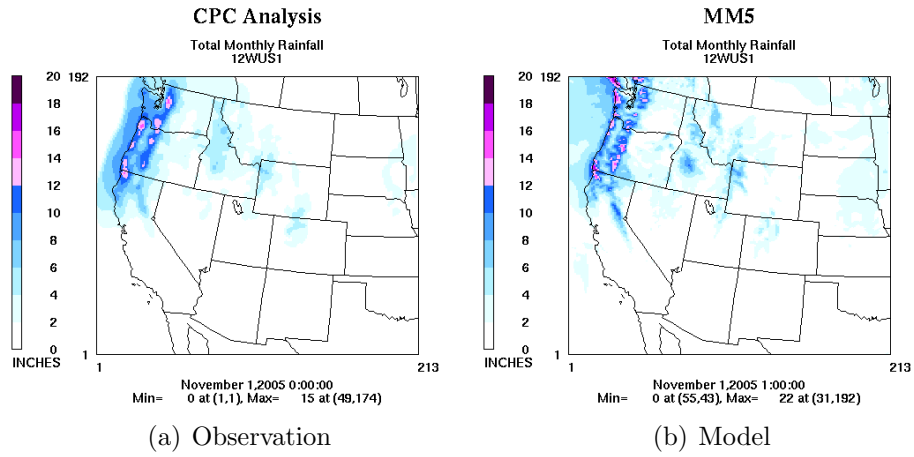 CPC Analysis
Total Monthly Rainfall
12WUS1
192
20
18
16
14
12
10
8
6
4
2
0
INCHES
1
1
213
November 1,2005 0:00:00
Min= 0 at (1,1), Max= 15 at (49,174)
(a) Observation
MM5
Total Monthly Rainfall
12WUS1
192
20
18
16
14
12
10
8
6
4
2
0
INCHES
1
1
213
November 1,2005 1:00:00
Min= 0 at (55,43), Max= 22 at (31,192)
(b) Model